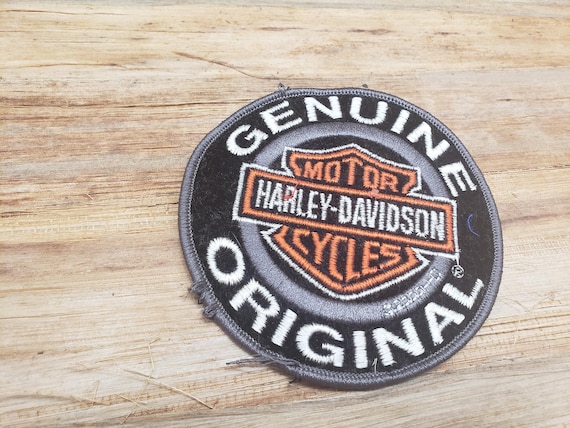 GENUINE
MOTOR
HARLEY-DAVIDSON
CYCLES
®
ORIGINAL